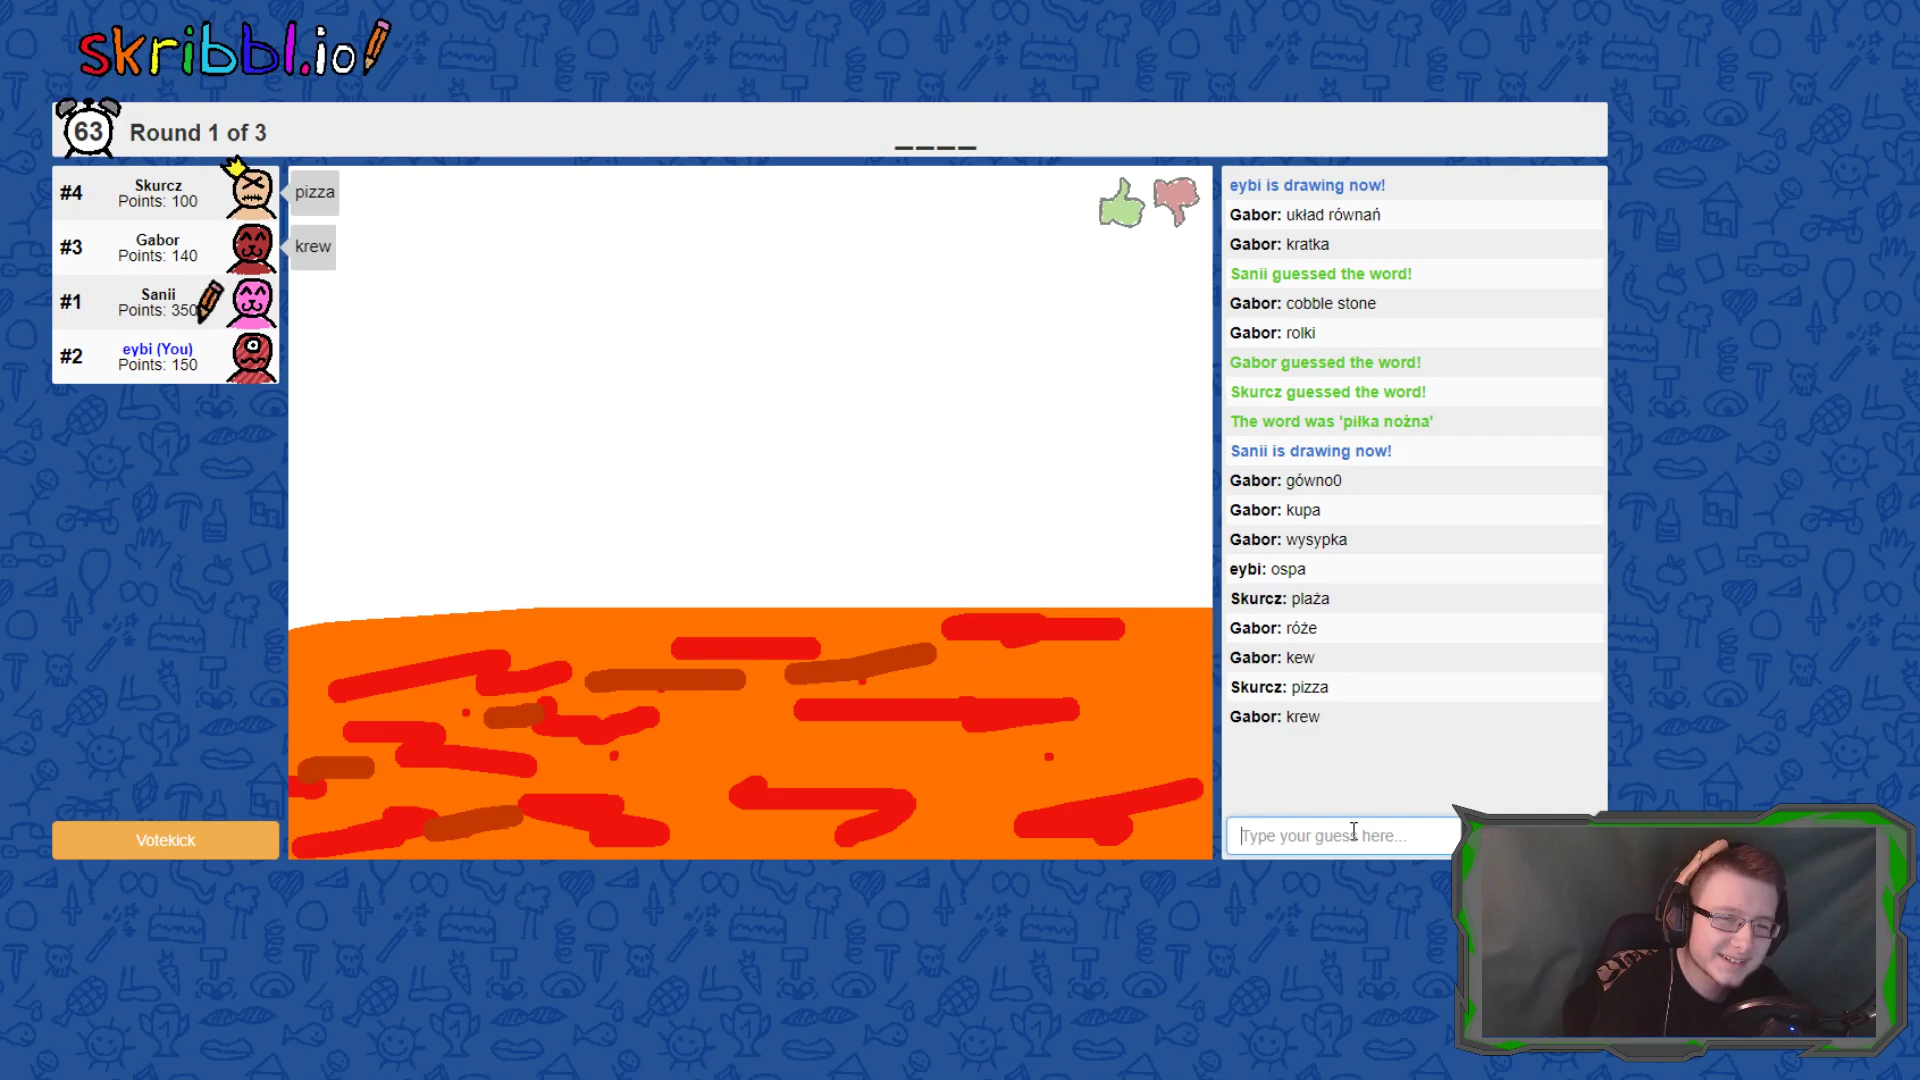 skribbl.io
63
Round 1 of 3
____
#4
Skurcz
Points: 100
pizza
#3
Gabor
Points: 140
krew
#1
Sanii
Points: 350
#2
eybi (You)
Points: 150
Votekick
eybi is drawing now!
Gabor: układ równań
Gabor: kratka
Sanii guessed the word!
Gabor: cobble stone
Gabor: rolki
Gabor guessed the word!
Skurcz guessed the word!
The word was 'piłka nożna'
Sanii is drawing now!
Gabor: gówno0
Gabor: kupa
Gabor: wysypka
eybi: ospa
Skurcz: plaża
Gabor: róże
Gabor: kew
Skurcz: pizza
Gabor: krew
Type your guess here...